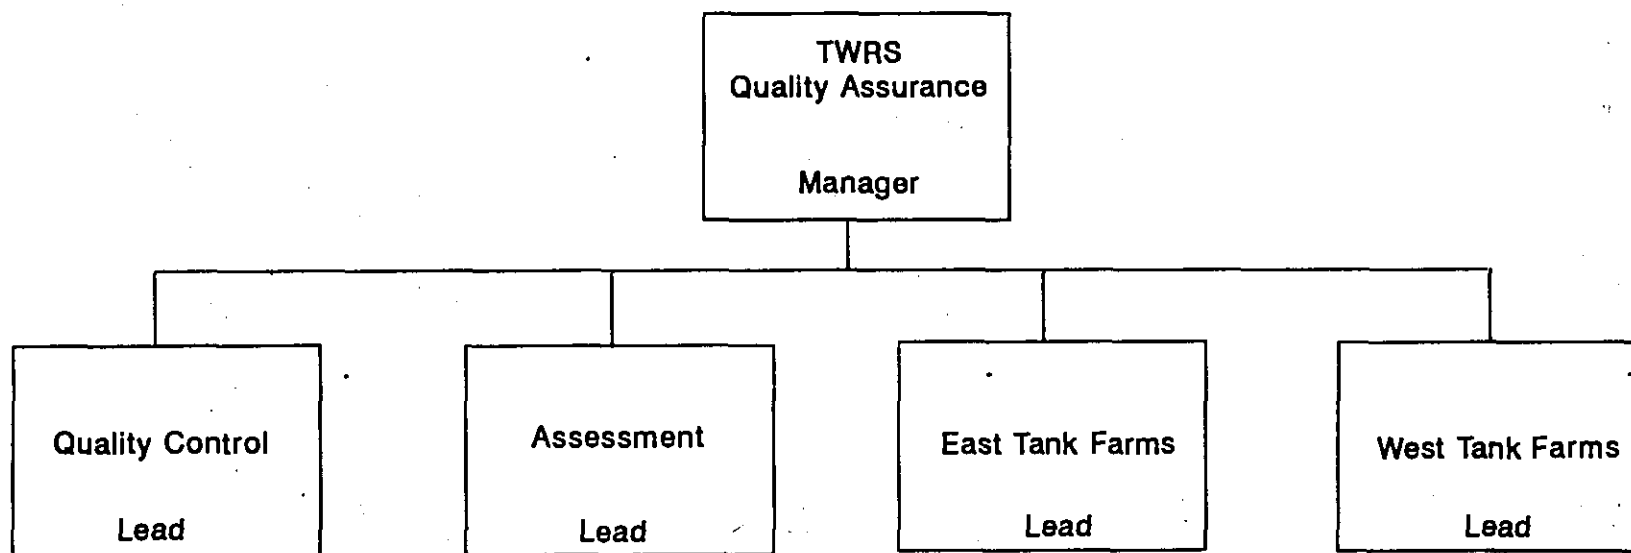 TWRS
Quality Assurance
Manager
Quality Control
Lead
Assessment
Lead
East Tank Farms
Lead
West Tank Farms
Lead